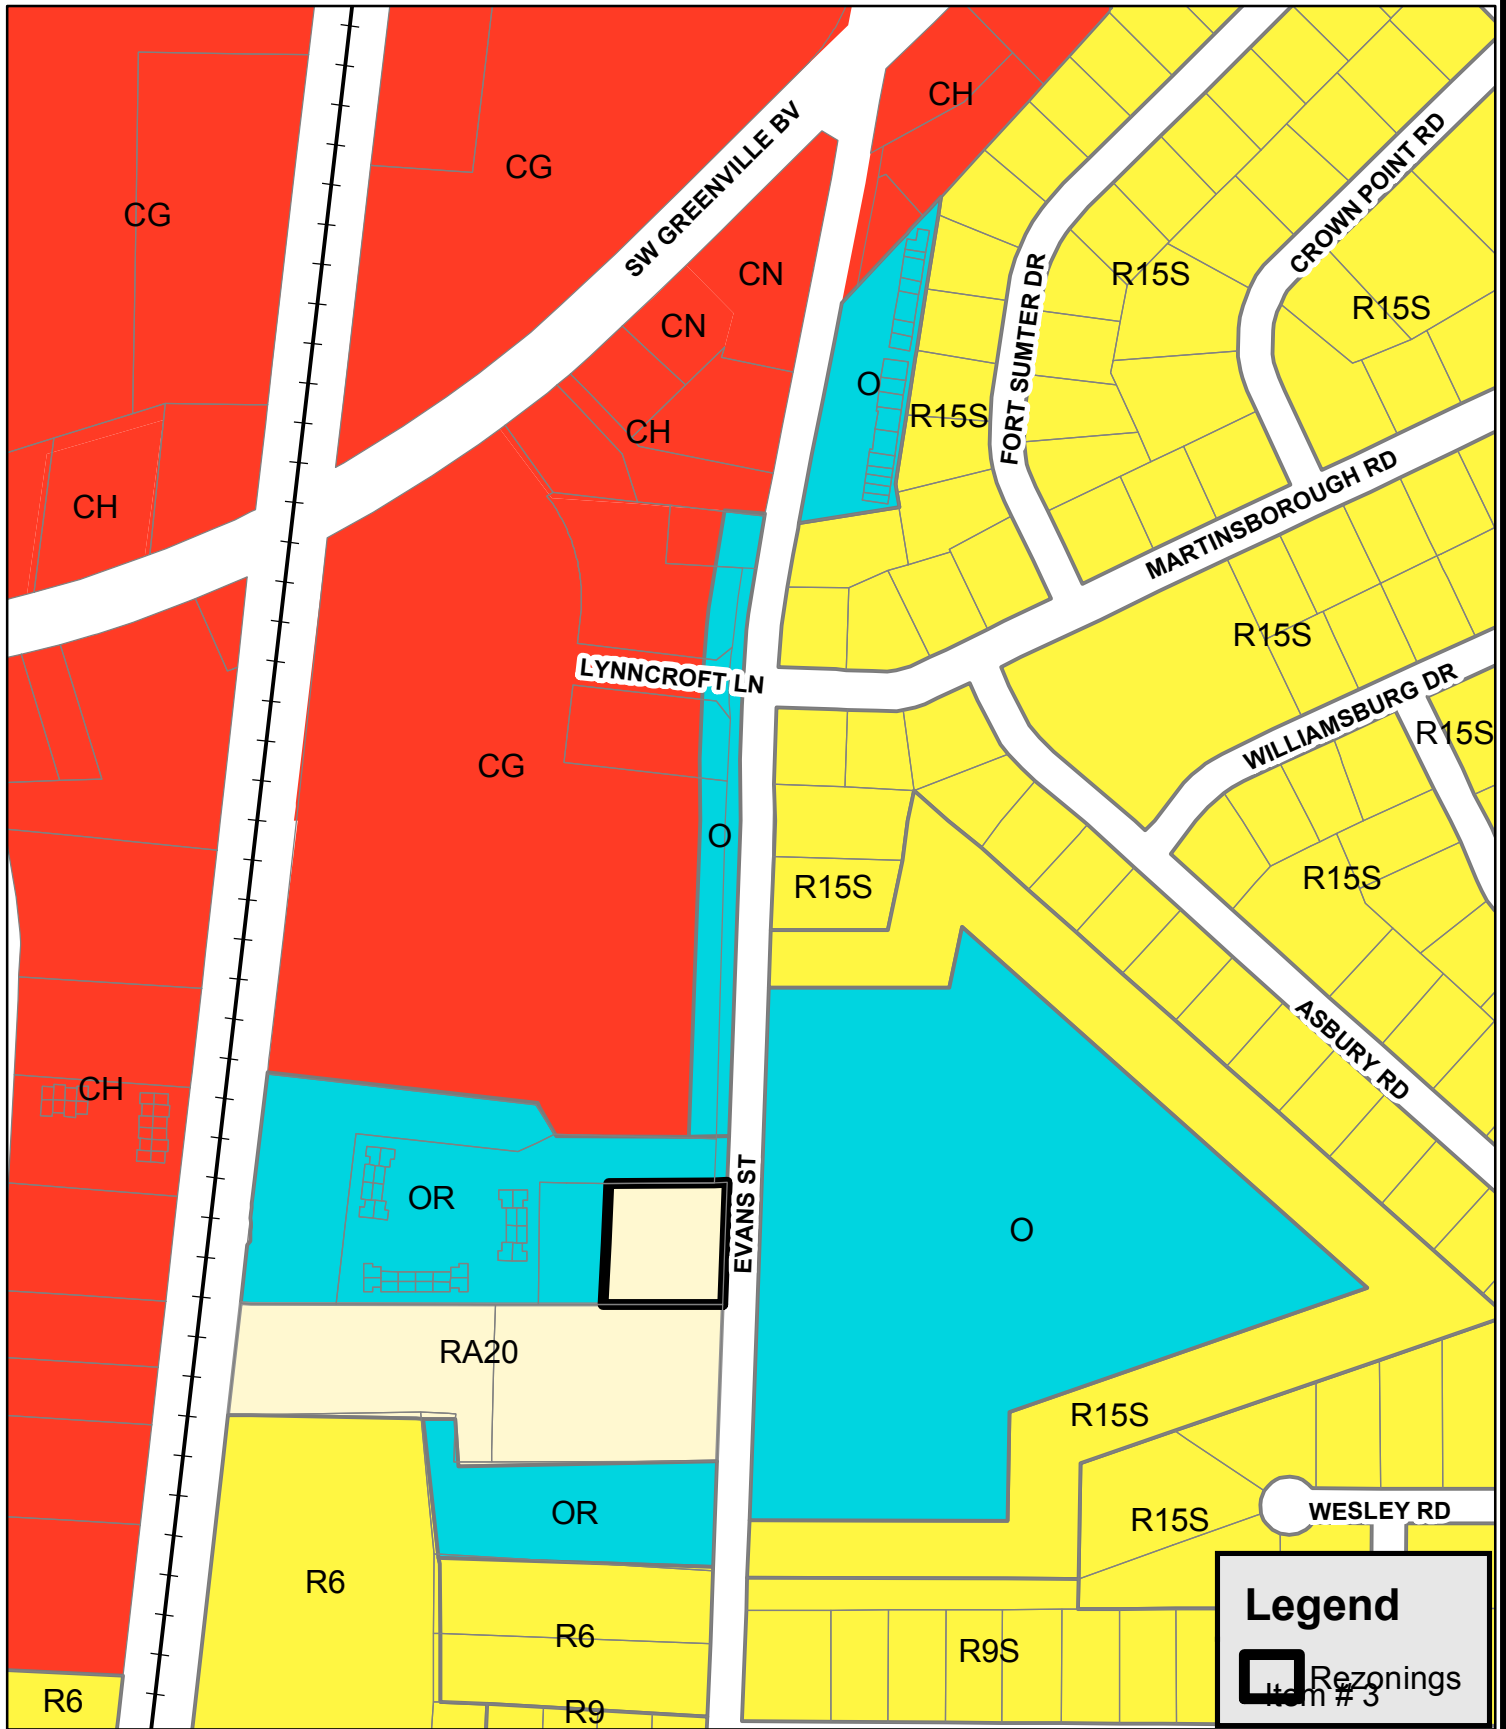 CH
CG
SW GREENVILLE BV
CROWN POINT RD
CG
CN
R15S
R15S
CN
FORT SUMTER DR
O
R15S
CH
CH
MARTINSBOROUGH RD
R15S
LYNNCROFT LN
WILLIAMSBURG DR
R15S
CG
O
R15S
R15S
ASBURY RD
CH
OR
EVANS ST
O
RA20
R15S
OR
R15S
WESLEY RD
R6
R6
R9S
R6
R9
Legend
Rezonings
Item # 3